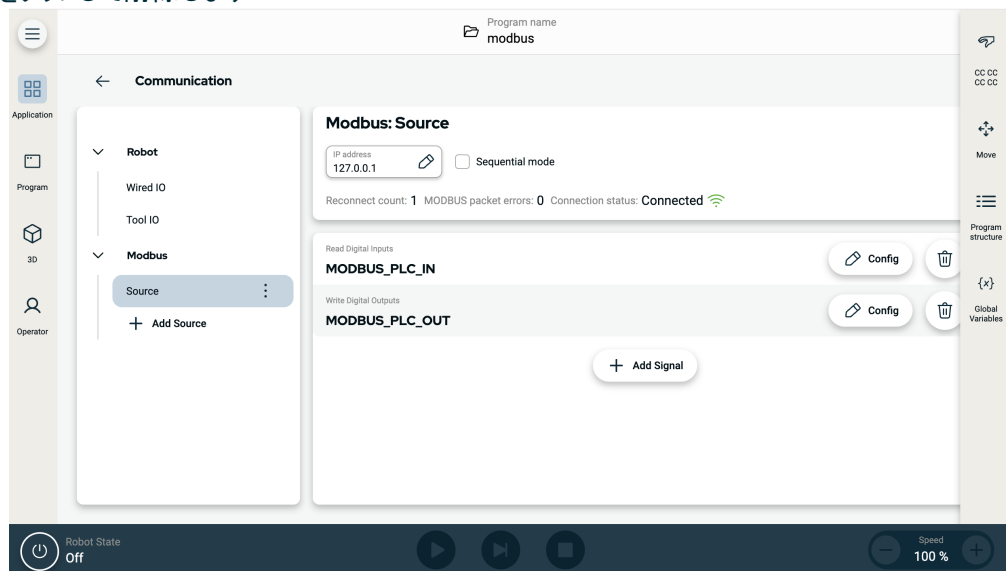 Program name
modbus
Communication
Application
Program
3D
Operator
Robot
Wired IO
Tool IO
Modbus
Source
Add Source
Modbus: Source
IP address
127.0.0.1
Sequential mode
Reconnect count: 1 MODBUS packet errors: 0 Connection status: Connected
Read Digital Inputs
MODBUS_PLC_IN
Config
Write Digital Outputs
MODBUS_PLC_OUT
Config
Add Signal
CC CC
CC CC
Move
Program
structure
{x}
Global
Variables
Robot State
Off
Speed
100 %